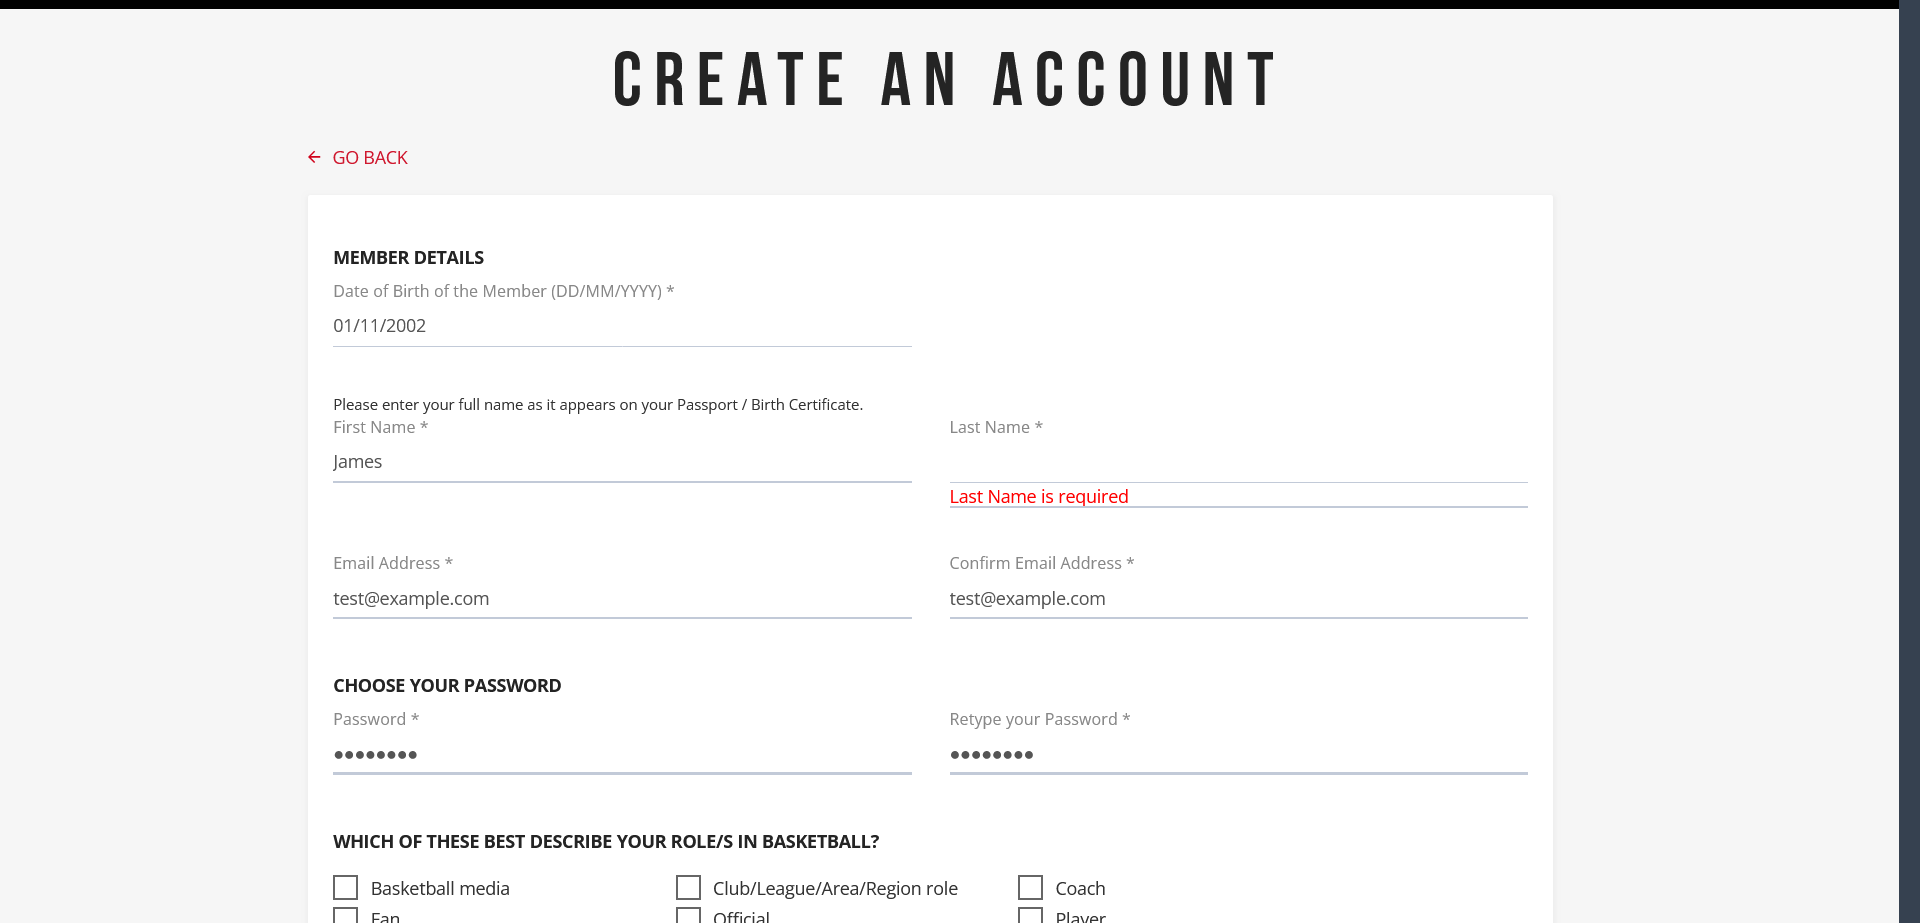 CREATE AN ACCOUNT
← GO BACK
MEMBER DETAILS
Date of Birth of the Member (DD/MM/YYYY) *
01/11/2002
Please enter your full name as it appears on your Passport / Birth Certificate.
First Name *
Last Name *
James
Last Name is required
Email Address *
Confirm Email Address *
test@example.com
test@example.com
CHOOSE YOUR PASSWORD
Password *
Retype your Password *
●●●●●●●●
●●●●●●●●
WHICH OF THESE BEST DESCRIBE YOUR ROLE/S IN BASKETBALL?
Basketball media
Club/League/Area/Region role
Coach
Fan
Official
Player